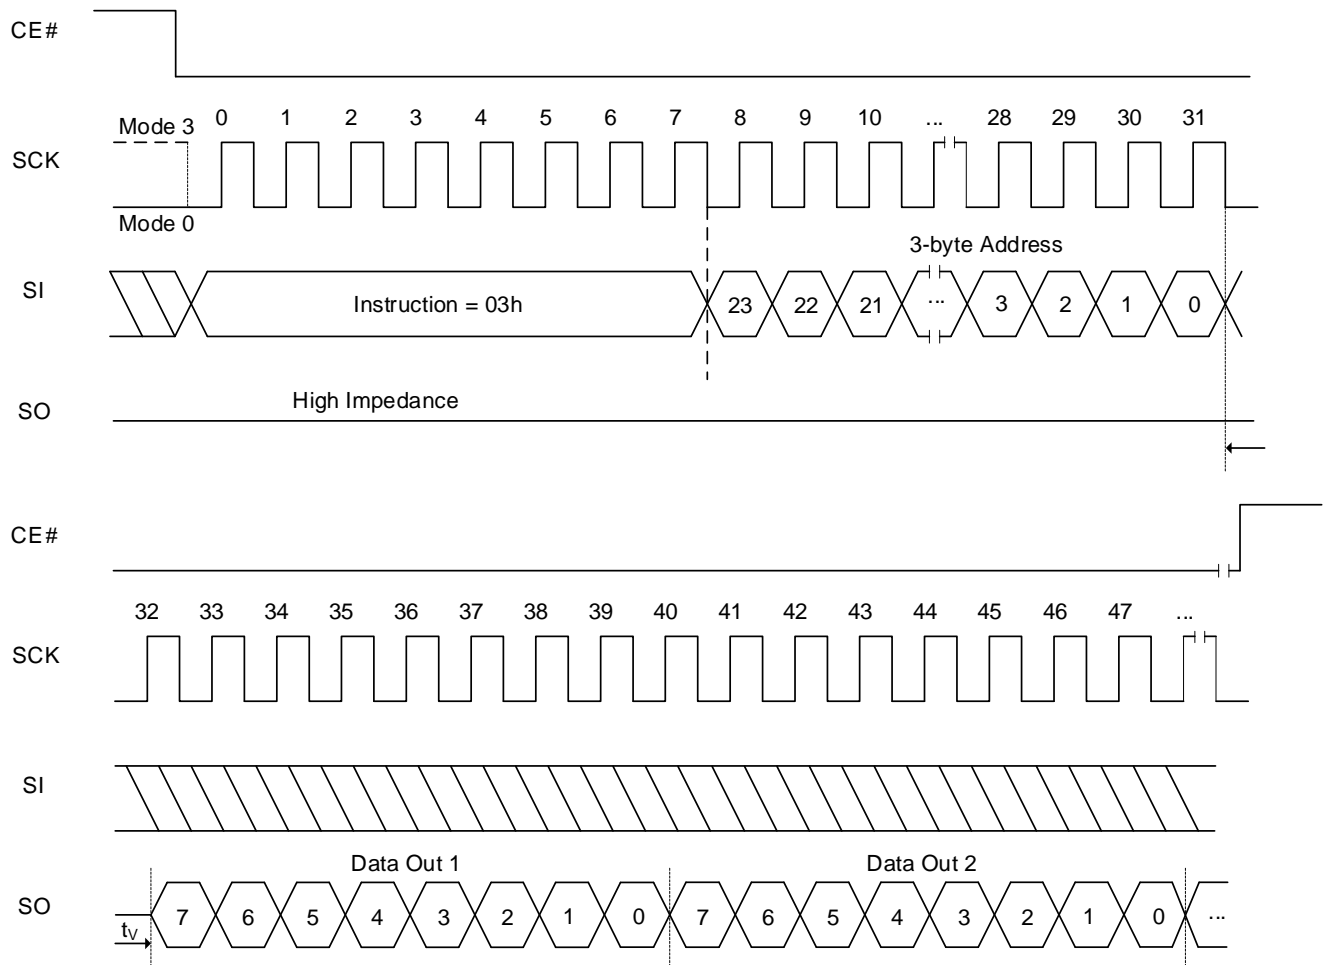 CE#
Mode 3 0 1 2 3 4 5 6 7 8 9 10 ... 28 29 30 31
SCK
Mode 0
3-byte Address
SI Instruction = 03h 23 22 21 ... 3 2 1 0
High Impedance
SO
CE#
32 33 34 35 36 37 38 39 40 41 42 43 44 45 46 47 ...
SCK
SI
Data Out 1 Data Out 2
SO 7 6 5 4 3 2 1 0 7 6 5 4 3 2 1 0 ...
tV